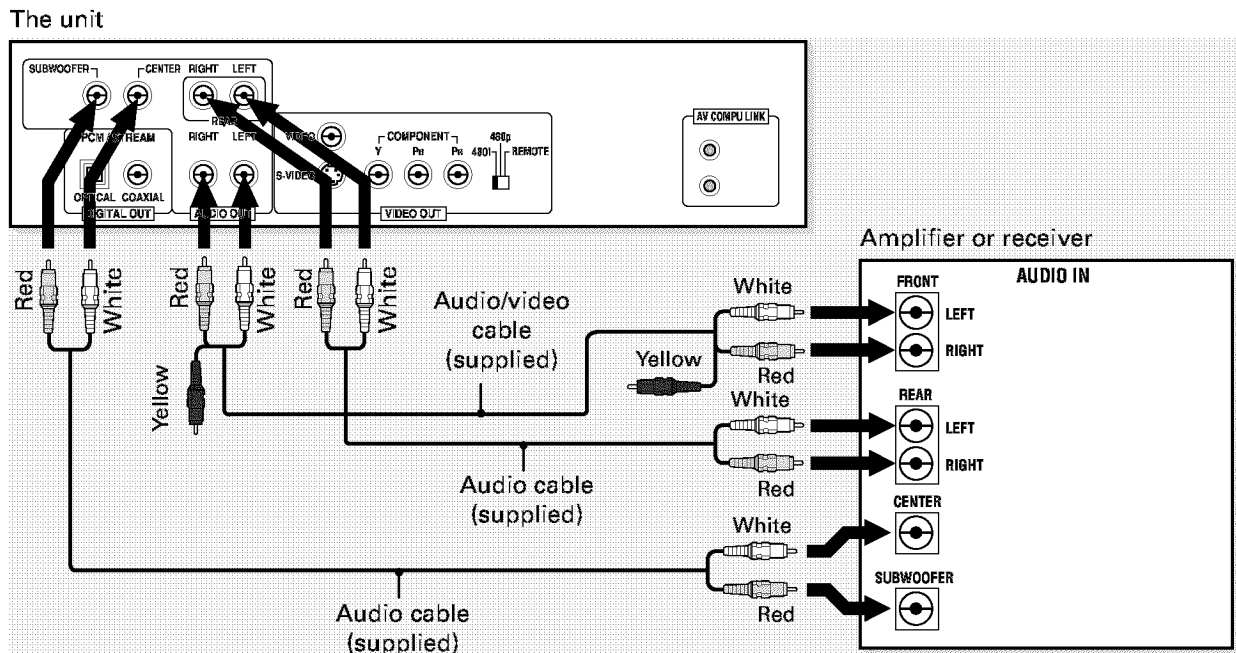 The unit
SUBWOOFER CENTER RIGHT LEFT
REAR
PCM / STREAM RIGHT LEFT VIDEO COMPONENT 480p
Y PB PR 480i REMOTE
S-VIDEO
OPTICAL COAXIAL
DIGITAL OUT AUDIO OUT VIDEO OUT
AV COMPU LINK
Red White Red White Red White
Yellow
Audio/video
cable
(supplied)
Audio cable
(supplied)
Audio cable
(supplied)
Amplifier or receiver
AUDIO IN
White FRONT
LEFT
RIGHT
Yellow
Red
White REAR
LEFT
RIGHT
Red
CENTER
White
SUBWOOFER
Red